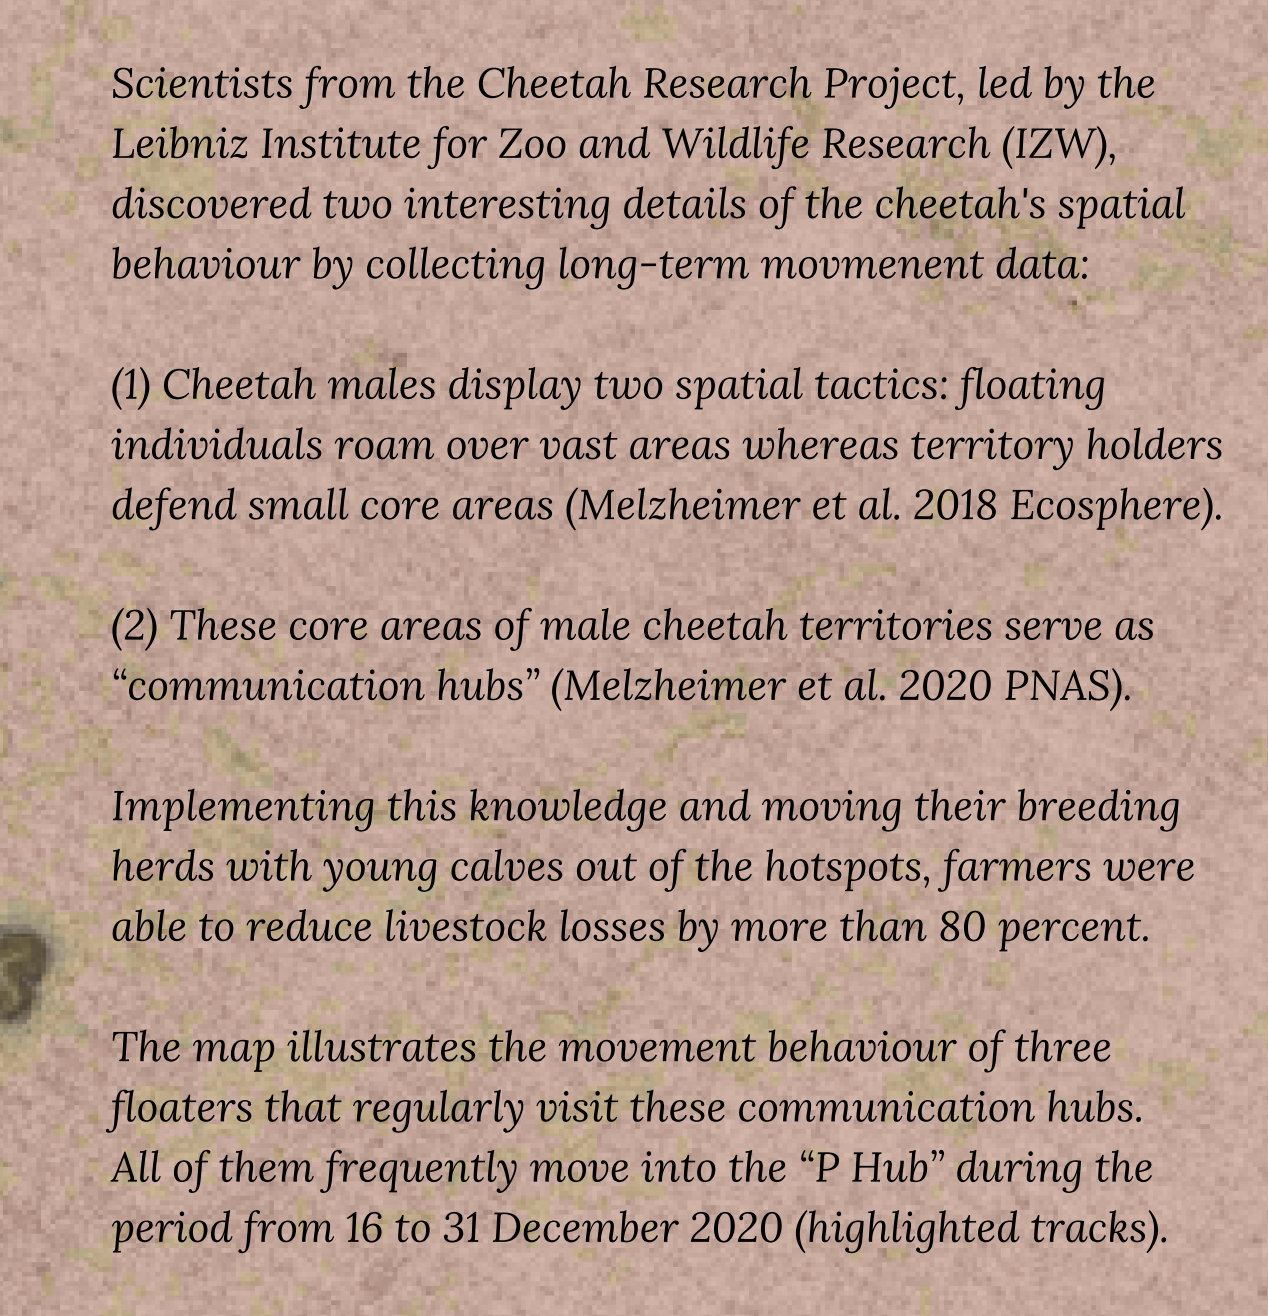 Scientists from the Cheetah Research Project, led by the
Leibniz Institute for Zoo and Wildlife Research (IZW),
discovered two interesting details of the cheetah's spatial
behaviour by collecting long-term movmenent data:
(1) Cheetah males display two spatial tactics: floating
individuals roam over vast areas whereas territory holders
defend small core areas (Melzheimer et al. 2018 Ecosphere).
(2) These core areas of male cheetah territories serve as
“communication hubs” (Melzheimer et al. 2020 PNAS).
Implementing this knowledge and moving their breeding
herds with young calves out of the hotspots, farmers were
able to reduce livestock losses by more than 80 percent.
The map illustrates the movement behaviour of three
floaters that regularly visit these communication hubs.
All of them frequently move into the “P Hub” during the
period from 16 to 31 December 2020 (highlighted tracks).